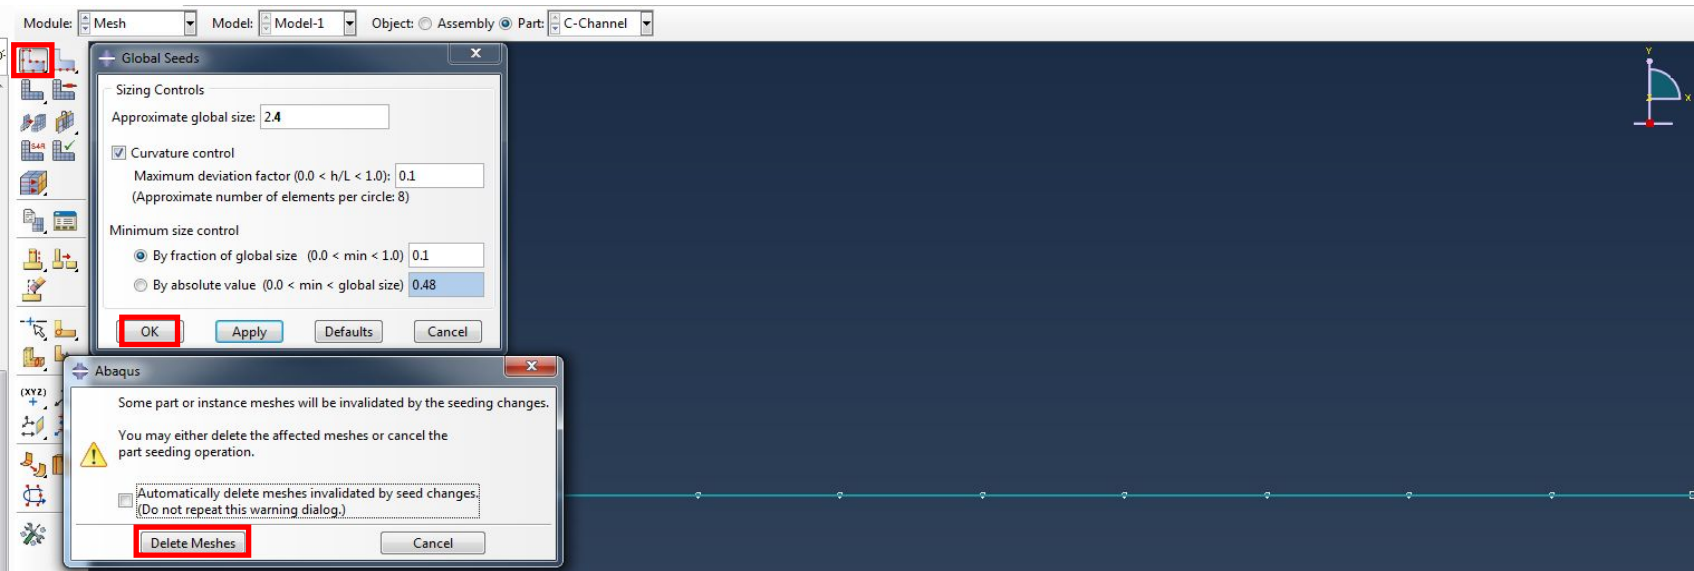 Module: Mesh Model: Model-1 Object: Assembly Part: C-Channel
Global Seeds
Sizing Controls
Approximate global size: 2.4
Curvature control
Maximum deviation factor (0.0 < h/L < 1.0): 0.1
(Approximate number of elements per circle: 8)
Minimum size control
By fraction of global size (0.0 < min < 1.0) 0.1
By absolute value (0.0 < min < global size) 0.48
OK Apply Defaults Cancel
Abaqus
Some part or instance meshes will be invalidated by the seeding changes.
You may either delete the affected meshes or cancel the
part seeding operation.
Automatically delete meshes invalidated by seed changes.
(Do not repeat this warning dialog.)
Delete Meshes Cancel
S4R
(XYZ)
Y
Z
X